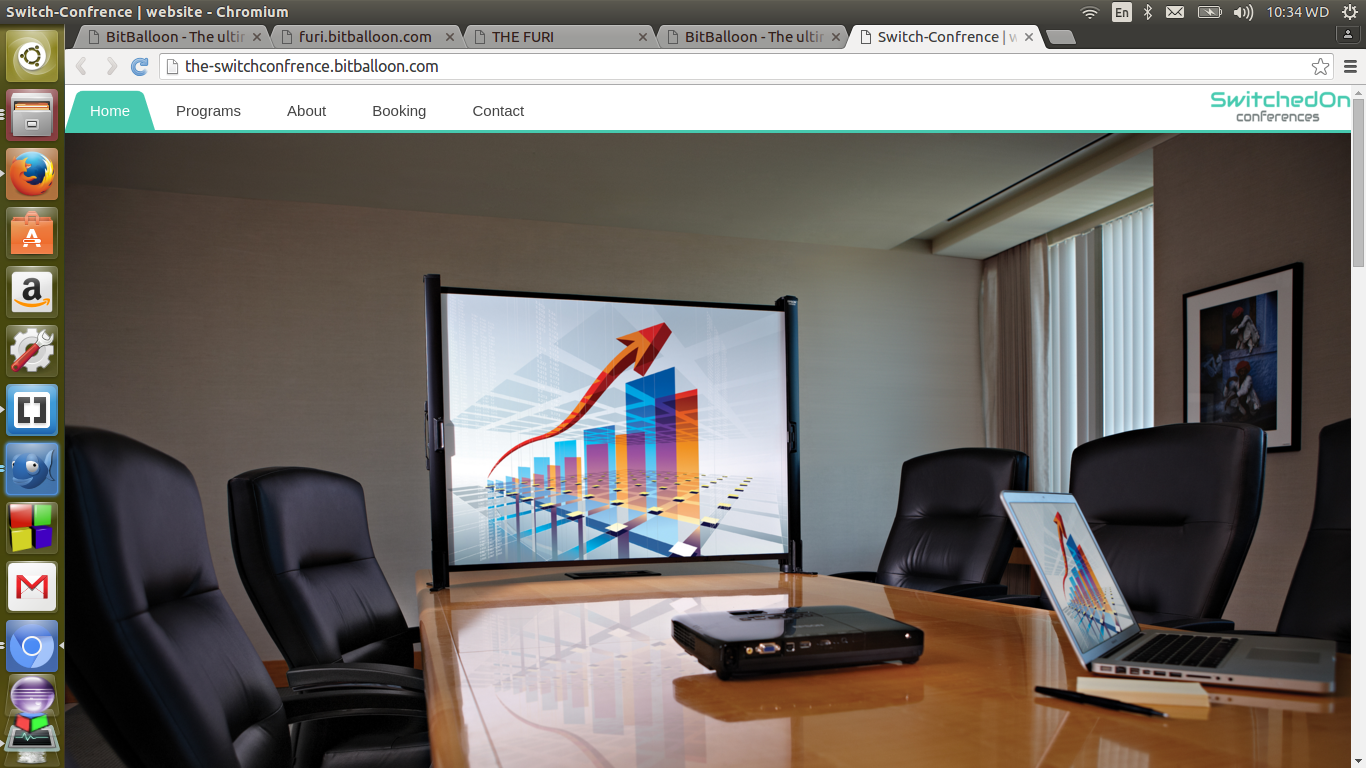 Switch-Confrence | website - Chromium
En
10:34 WD
BitBalloon - The ultir
furi.bitballoon.com
THE FURI
BitBalloon - The ultir
Switch-Confrence | w
the-switchconfrence.bitballoon.com
Home Programs About Booking Contact
SwitchedOn
conferences